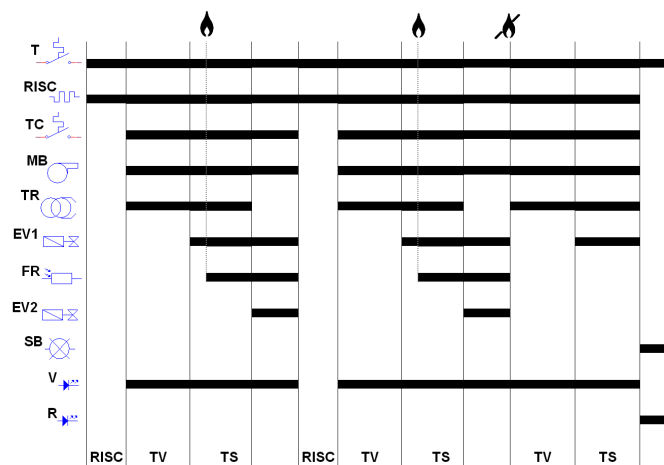 T
RISC
TC
MB
TR
EV1
FR
EV2
SB
V
R
RISC TV TS RISC TV TS TV TS